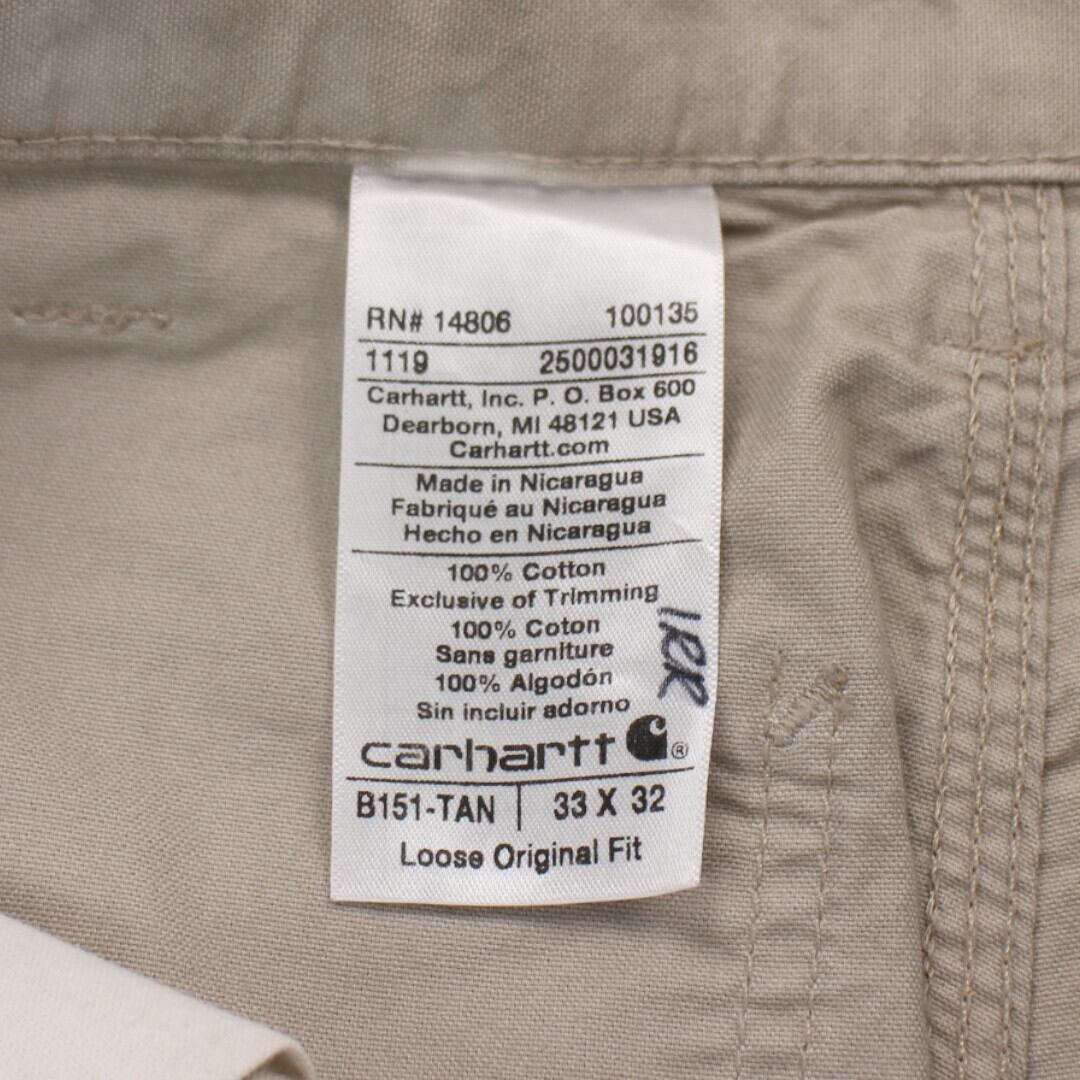 RN# 14806 100135
1119 2500031916
Carhartt, Inc. P. O. Box 600
Dearborn, MI 48121 USA
Carhartt.com
Made in Nicaragua
Fabriqué au Nicaragua
Hecho en Nicaragua
100% Cotton
Exclusive of Trimming
100% Coton
Sans garniture
100% Algodón
Sin incluir adorno
carhartt ®
B151-TAN | 33 X 32
Loose Original Fit